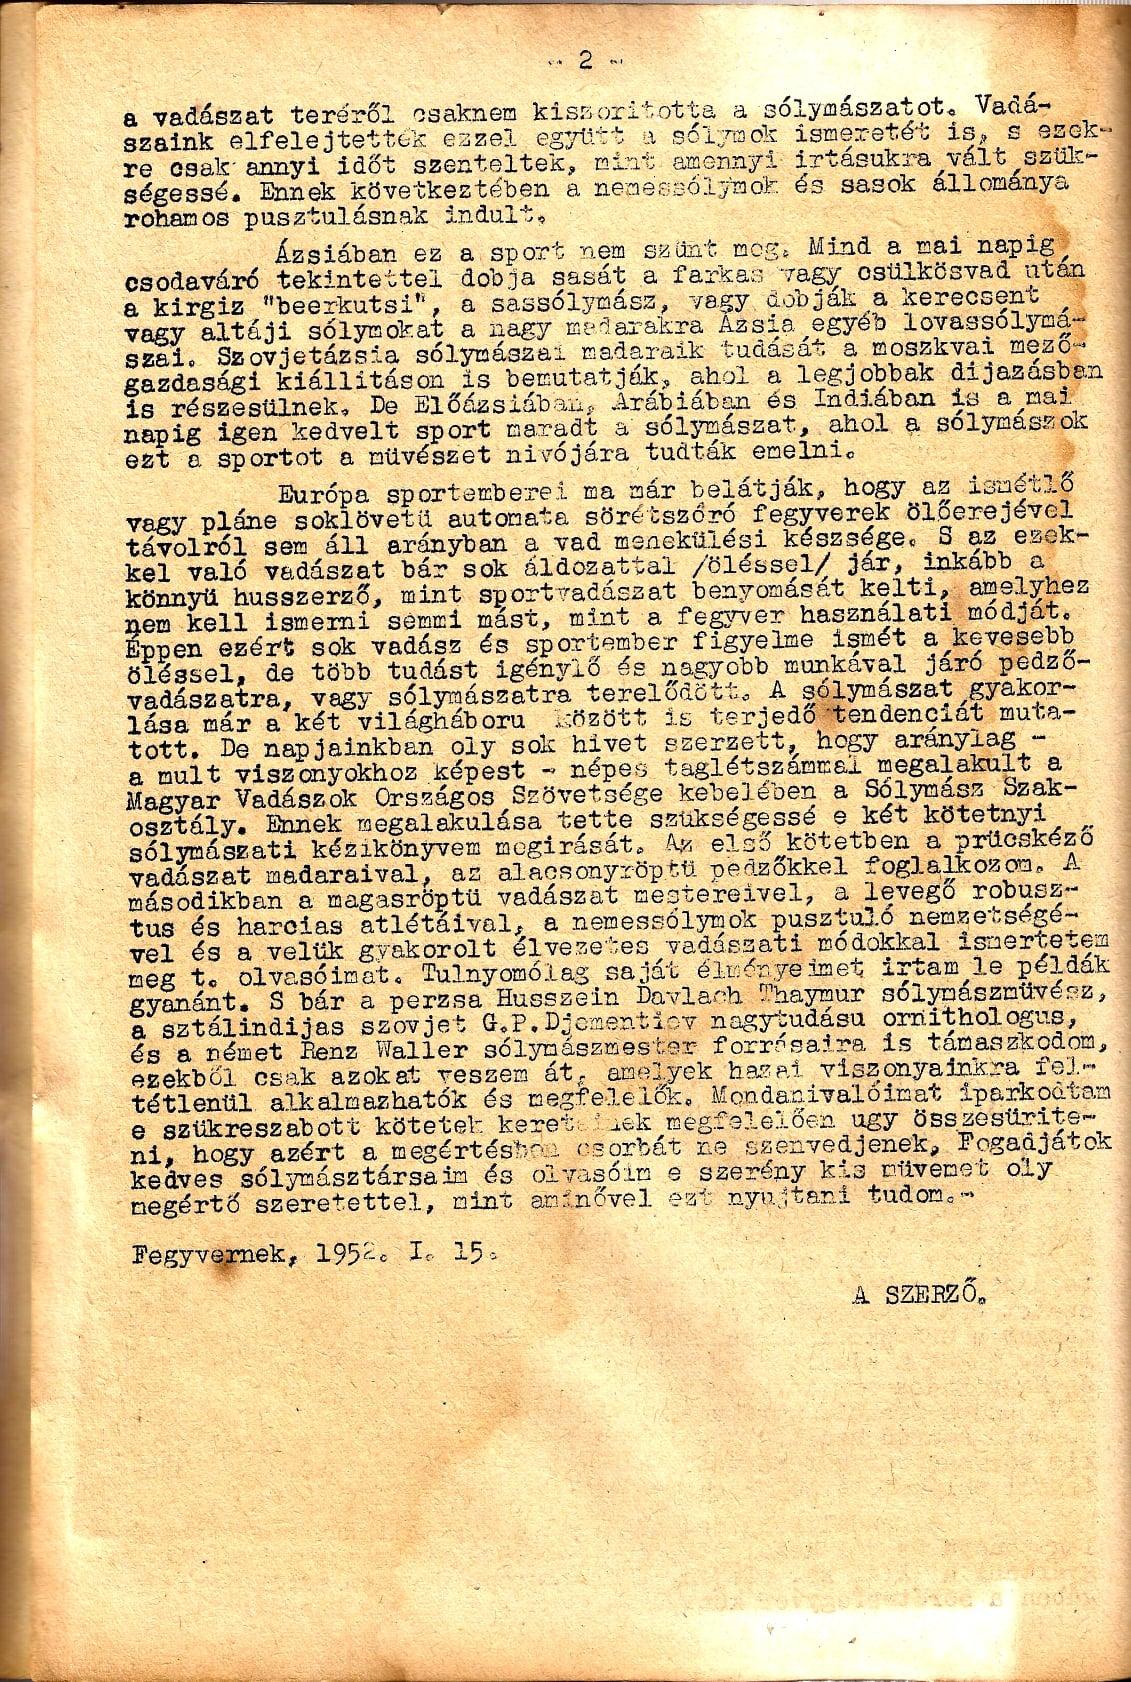 - 2 -
a vadászat teréről csaknem kiszoritotta a sólymászatot. Vadá-
szaink elfelejtették ezzel együtt a sólymok ismeretét is, s ezek-
re csak annyi időt szenteltek, mint amennyi irtásukra vált szük-
ségessé. Ennek következtében a nemessólymok és sasok állománya
rohamos pusztulásnak indult.
Ázsiában ez a sport nem szünt meg. Mind a mai napig
csodaváró tekintettel dobja sasát a farkas vagy csülkösvad után
a kirgiz "beerkutsi", a sassólymász, vagy dobják a kerecsent
vagy altáji sólymokat a nagy madarakra Ázsia egyéb lovassólymá-
szai. Szovjetázsia sólymászai madaraik tudását a moszkvai mező-
gazdasági kiállitáson is bemutatják, ahol a legjobbak dijazásban
is részesülnek. De Előázsiában, Arábiában és Indiában is a mai
napig igen kedvelt sport maradt a sólymászat, ahol a sólymászok
ezt a sportot a müvészet nivójára tudták emelni.
Európa sportemberei ma már belátják, hogy az ismétlő
vagy pláne soklövetü automata sörétszóró fegyverek ölőerejével
távolról sem áll arányban a vad menekülési készsége. S az ezek-
kel való vadászat bár sok áldozattal /öléssel/ jár, inkább a
könnyü husszerző, mint sportvadászat benyomását kelti, amelyhez
nem kell ismerni semmi mást, mint a fegyver használati módját.
Éppen ezért sok vadász és sportember figyelme ismét a kevesebb
öléssel, de több tudást igénylő és nagyobb munkával járó pedző-
vadászatra, vagy sólymászatra terelődött. A sólymászat gyakor-
lása már a két világháboru között is terjedő tendenciát muta-
tott. De napjainkban oly sok hivet szerzett, hogy aránylag -
a mult viszonyokhoz képest - népes taglétszámmal megalakult a
Magyar Vadászok Országos Szövetsége kebelében a Sólymász Szak-
osztály. Ennek megalakulása tette szükségessé e két kötetnyi
sólymászati kézikönyvem megirását. Az első kötetben a prücskéző
vadászat madaraival, az alacsonyröptü pedzőkkel foglalkozom. A
másodikban a magasröptü vadászat mestereivel, a levegő robusz-
tus és harcias atlétáival, a nemessólymok pusztuló nemzetségé-
vel és a velük gyakorolt élvezetes vadászati módokkal ismertetem
meg t. olvasóimat. Tulnyomólag saját élményeimet irtam le példák
gyanánt. S bár a perzsa Husszein Davlach Thaymur sólymászmüvész,
a sztálindijas szovjet G.P.Djementiev nagytudásu ornithologus,
és a német Renz Waller sólymászmester forrásaira is támaszkodom,
ezekből csak azokat veszem át, amelyek hazai viszonyainkra fel-
tétlenül alkalmazhatók és megfelelők. Mondanivalóimat iparkodtam
e szükreszabott kötetek kereteinek megfelelően ugy összesürite-
ni, hogy azért a megértésben csorbát ne szenvedjenek. Fogadjátok
kedves sólymásztársaim és olvasóim e szerény kis müvemet oly
megértő szeretettel, mint aminővel ezt nyujtani tudom.-
Fegyvernek, 1952. I. 15.
A SZERZŐ.